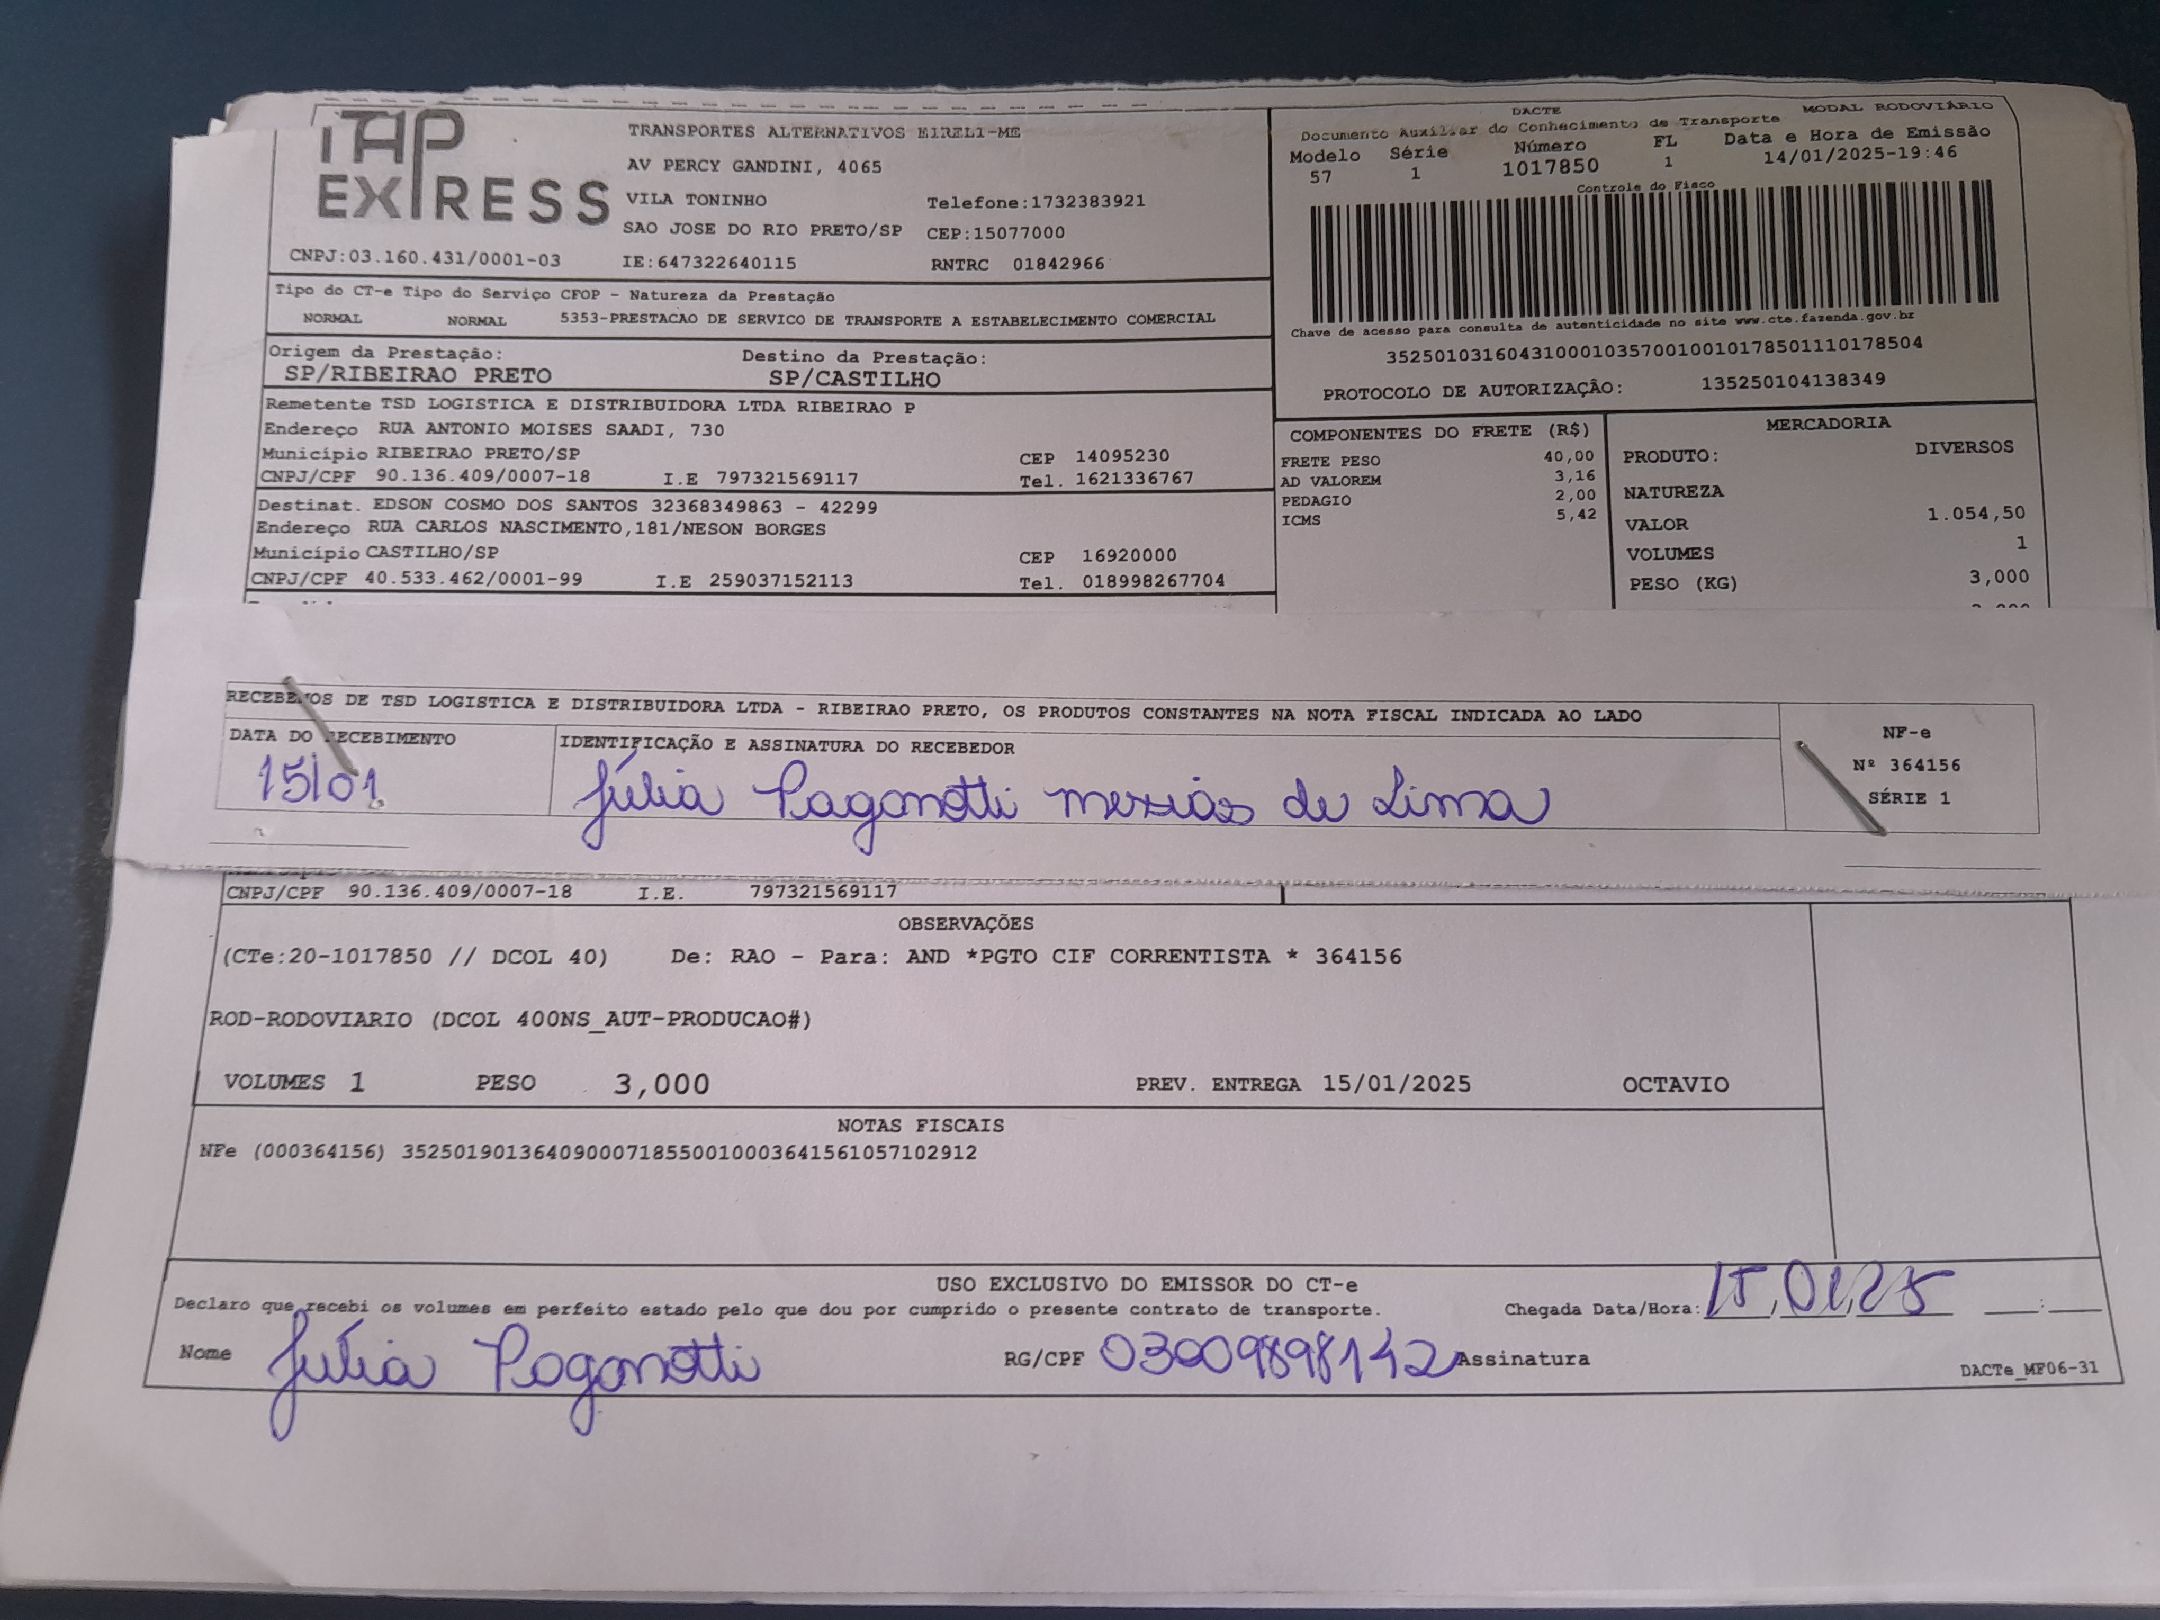 ITAP
EXPRESS
TRANSPORTES ALTERNATIVOS EIRELI-ME
AV PERCY GANDINI, 4065
VILA TONINHO Telefone:1732383921
SAO JOSE DO RIO PRETO/SP CEP:15077000
CNPJ:03.160.431/0001-03 IE:647322640115 RNTRC 01842966
DACTE MODAL RODOVIÁRIO
Documento Auxiliar do Conhecimento de Transporte
Modelo Série Número FL Data e Hora de Emissão
57 1 1017850 1 14/01/2025-19:46
Controle do Fisco
Chave de acesso para consulta de autenticidade no site www.cte.fazenda.gov.br
35250103160431000103570010010178501110178504
PROTOCOLO DE AUTORIZAÇÃO: 135250104138349
Tipo do CT-e Tipo do Serviço CFOP - Natureza da Prestação
NORMAL NORMAL 5353-PRESTACAO DE SERVICO DE TRANSPORTE A ESTABELECIMENTO COMERCIAL
Origem da Prestação: Destino da Prestação:
SP/RIBEIRAO PRETO SP/CASTILHO
Remetente TSD LOGISTICA E DISTRIBUIDORA LTDA RIBEIRAO P
Endereço RUA ANTONIO MOISES SAADI, 730
Município RIBEIRAO PRETO/SP CEP 14095230
CNPJ/CPF 90.136.409/0007-18 I.E 797321569117 Tel. 1621336767
Destinat. EDSON COSMO DOS SANTOS 32368349863 - 42299
Endereço RUA CARLOS NASCIMENTO,181/NESON BORGES
Município CASTILHO/SP CEP 16920000
CNPJ/CPF 40.533.462/0001-99 I.E 259037152113 Tel. 018998267704
COMPONENTES DO FRETE (R$)
FRETE PESO 40,00
AD VALOREM 3,16
PEDAGIO 2,00
ICMS 5,42
MERCADORIA
PRODUTO: DIVERSOS
NATUREZA
VALOR 1.054,50
VOLUMES 1
PESO (KG) 3,000
RECEBEMOS DE TSD LOGISTICA E DISTRIBUIDORA LTDA - RIBEIRAO PRETO, OS PRODUTOS CONSTANTES NA NOTA FISCAL INDICADA AO LADO
DATA DO RECEBIMENTO IDENTIFICAÇÃO E ASSINATURA DO RECEBEDOR
15/01 Júlia Paganotti messias de Lima
NF-e
Nº 364156
SÉRIE 1
CNPJ/CPF 90.136.409/0007-18 I.E. 797321569117
OBSERVAÇÕES
(CTe:20-1017850 // DCOL 40) De: RAO - Para: AND *PGTO CIF CORRENTISTA * 364156
ROD-RODOVIARIO (DCOL 400NS_AUT-PRODUCAO#)
VOLUMES 1 PESO 3,000 PREV. ENTREGA 15/01/2025 OCTAVIO
NOTAS FISCAIS
NFe (000364156) 35250190136409000718550010003641561057102912
USO EXCLUSIVO DO EMISSOR DO CT-e
Declaro que recebi os volumes em perfeito estado pelo que dou por cumprido o presente contrato de transporte. Chegada Data/Hora: 15/01/25 __:__
Nome Júlia Paganotti RG/CPF 03009898142 Assinatura
DACTe_MF06-31